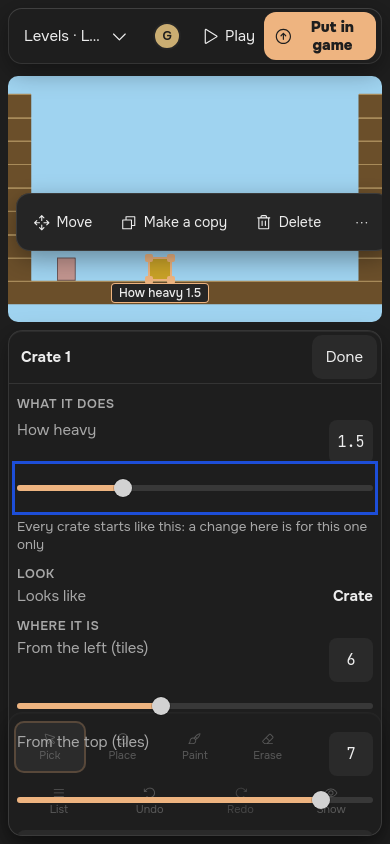 Levels · L...
G
Play
Put in
game
Move
Make a copy
Delete
...
How heavy 1.5
Crate 1
Done
WHAT IT DOES
How heavy
1.5
Every crate starts like this: a change here is for this one
only
LOOK
Looks like
Crate
WHERE IT IS
From the left (tiles)
6
From the top (tiles)
7
Pick
Place
Paint
Erase
List
Undo
Redo
Show